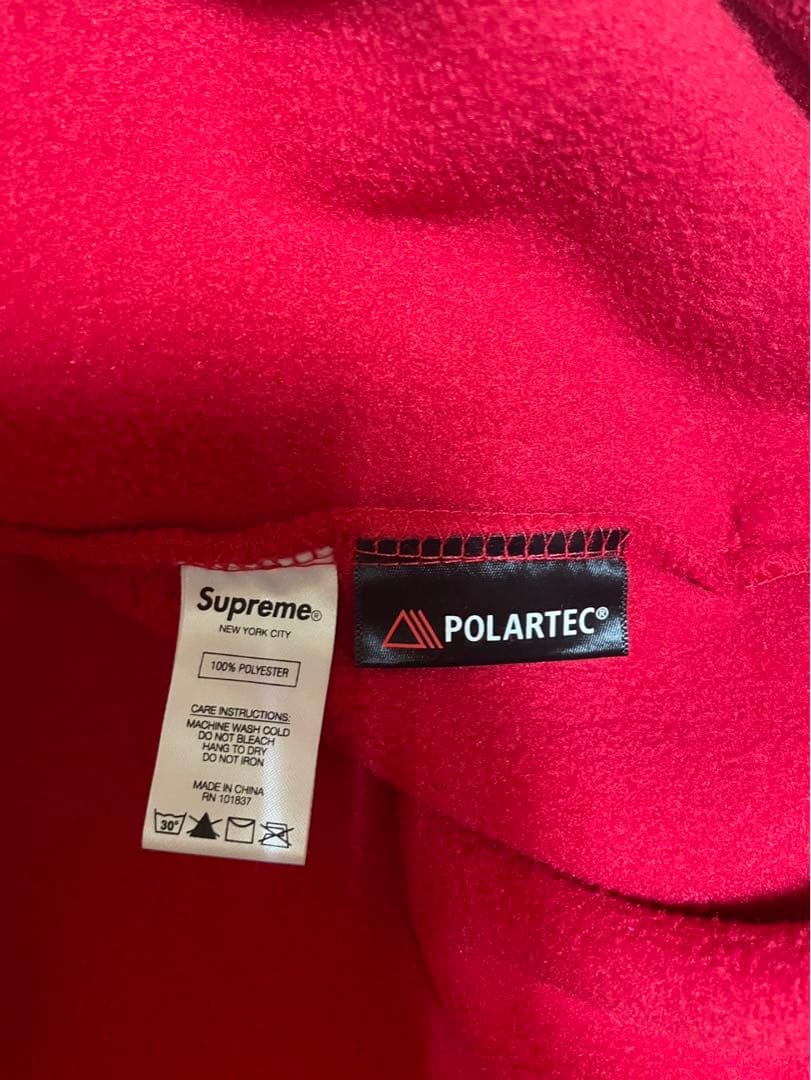 Supreme®
NEW YORK CITY
100% POLYESTER
CARE INSTRUCTIONS:
MACHINE WASH COLD
DO NOT BLEACH
HANG TO DRY
DO NOT IRON
MADE IN CHINA
RN 101837
30°
POLARTEC®